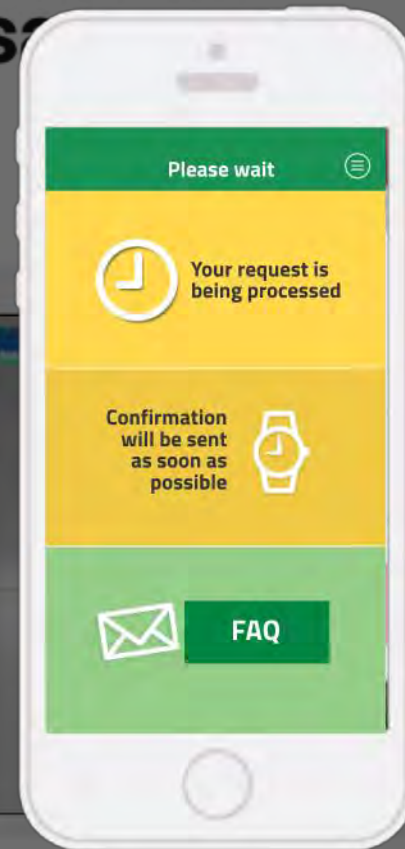 Please wait
Your request is
being processed
Confirmation
will be sent
as soon as
possible
FAQ